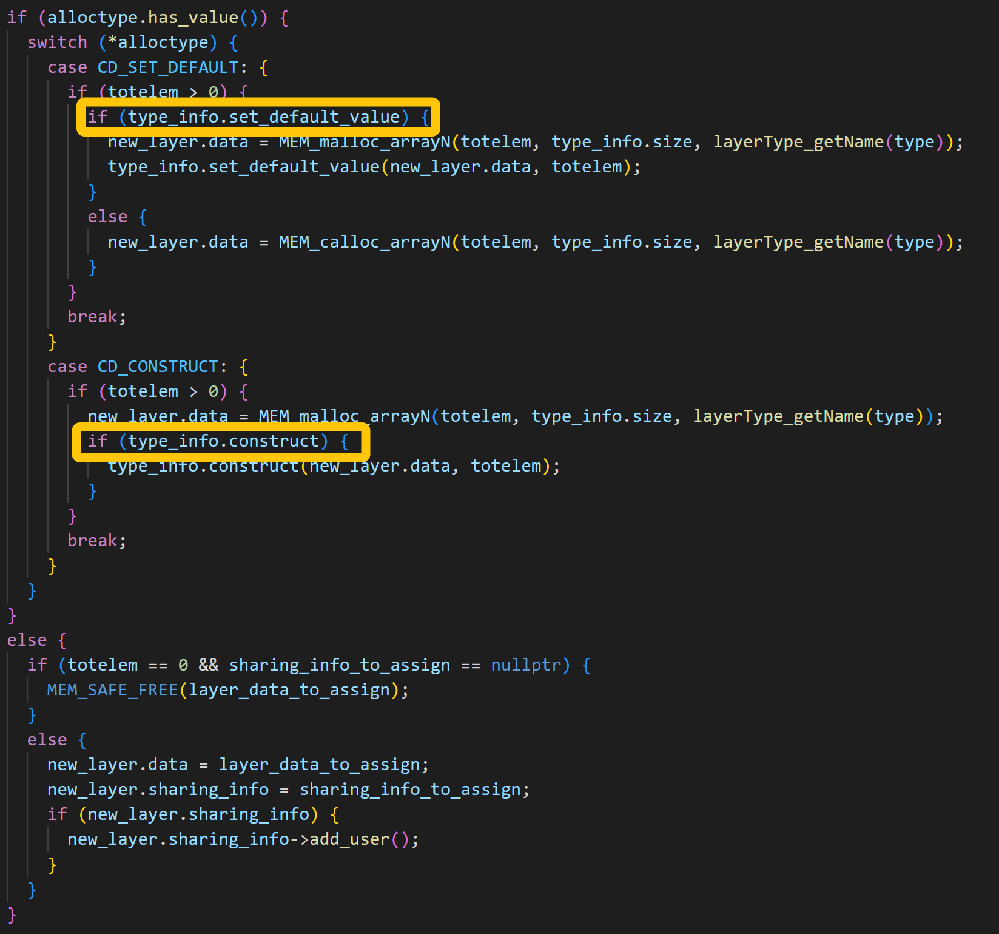 if (alloctype.has_value()) {
switch (*alloctype) {
case CD_SET_DEFAULT: {
if (totelem > 0) {
if (type_info.set_default_value) {
new_layer.data = MEM_malloc_arrayN(totelem, type_info.size, layerType_getName(type));
type_info.set_default_value(new_layer.data, totelem);
}
else {
new_layer.data = MEM_calloc_arrayN(totelem, type_info.size, layerType_getName(type));
}
}
break;
}
case CD_CONSTRUCT: {
if (totelem > 0) {
new_layer.data = MEM_malloc_arrayN(totelem, type_info.size, layerType_getName(type));
if (type_info.construct) {
type_info.construct(new_layer.data, totelem);
}
}
break;
}
}
}
else {
if (totelem == 0 && sharing_info_to_assign == nullptr) {
MEM_SAFE_FREE(layer_data_to_assign);
}
else {
new_layer.data = layer_data_to_assign;
new_layer.sharing_info = sharing_info_to_assign;
if (new_layer.sharing_info) {
new_layer.sharing_info->add_user();
}
}
}